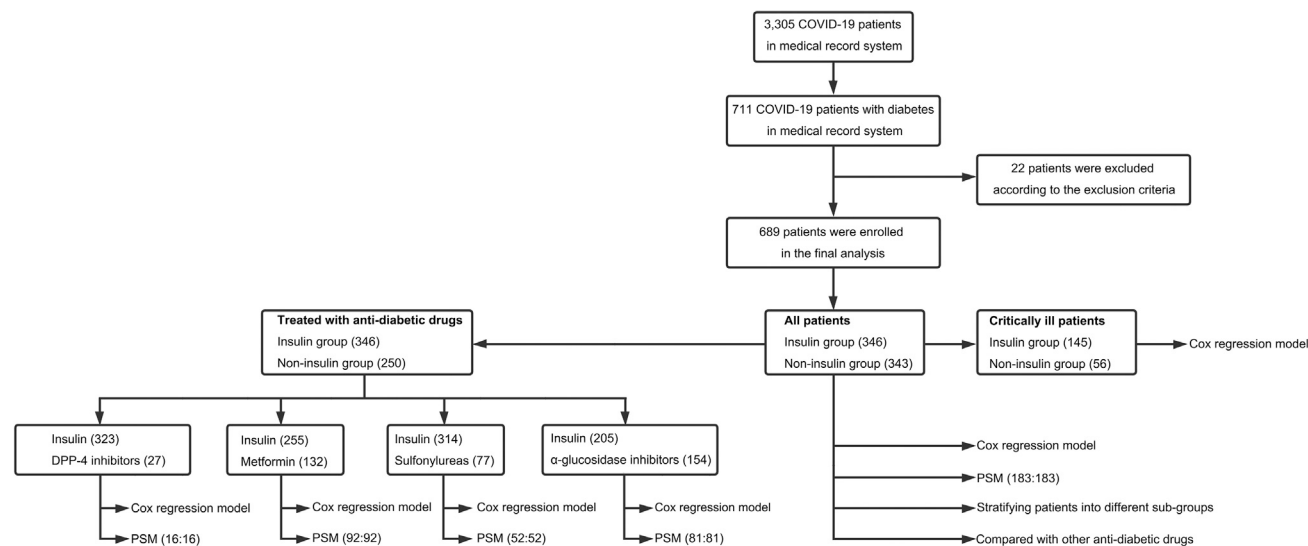 3,305 COVID-19 patients
in medical record system
711 COVID-19 patients with diabetes
in medical record system
22 patients were excluded
according to the exclusion criteria
689 patients were enrolled
in the final analysis
Treated with anti-diabetic drugs
Insulin group (346)
Non-insulin group (250)
All patients
Insulin group (346)
Non-insulin group (343)
Critically ill patients
Insulin group (145)
Non-insulin group (56)
Cox regression model
Insulin (323)
DPP-4 inhibitors (27)
Insulin (255)
Metformin (132)
Insulin (314)
Sulfonylureas (77)
Insulin (205)
α-glucosidase inhibitors (154)
Cox regression model
PSM (16:16)
Cox regression model
PSM (92:92)
Cox regression model
PSM (52:52)
Cox regression model
PSM (81:81)
Cox regression model
PSM (183:183)
Stratifying patients into different sub-groups
Compared with other anti-diabetic drugs